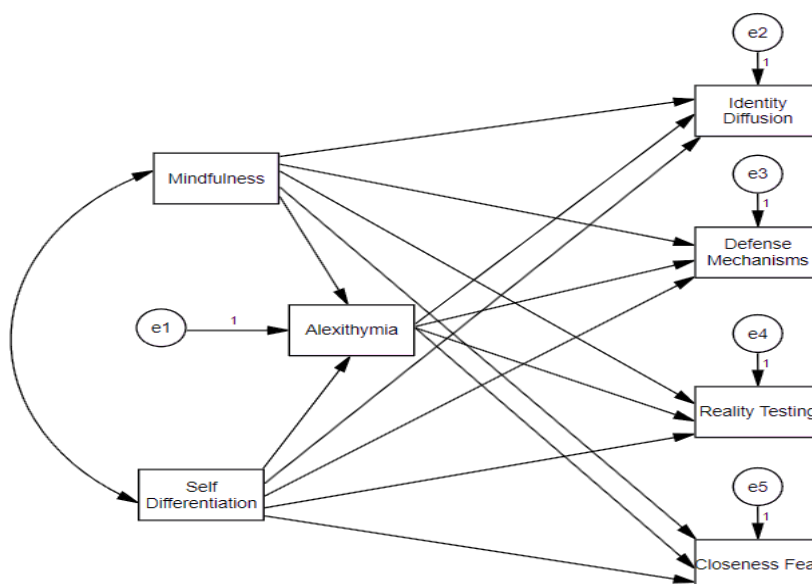 e2
1
Identity
Diffusion
e3
1
Mindfulness
Defense
Mechanisms
e1
1
Alexithymia
e4
1
Reality Testing
Self
Differentiation
e5
1
Closeness Fea